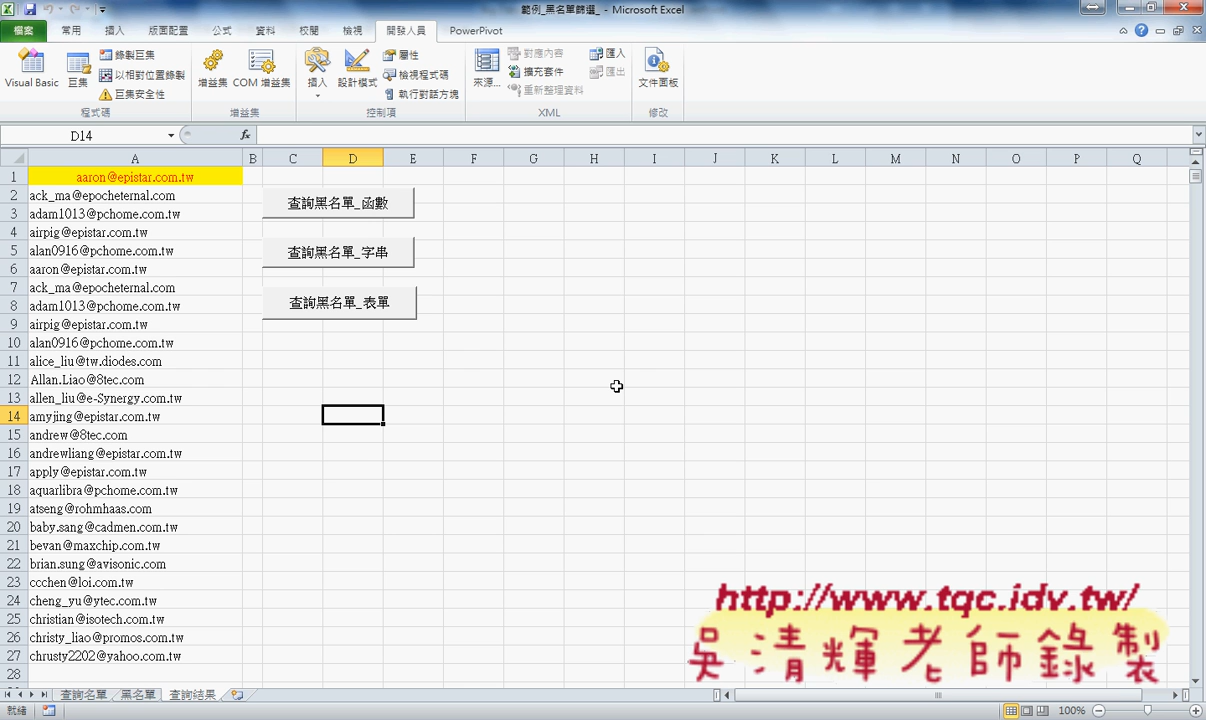 範例_黑名單篩選_ - Microsoft Excel
檔案 常用 插入 版面配置 公式 資料 校閱 檢視 開發人員 PowerPivot
Visual Basic 巨集 錄製巨集 以相對位置錄製 巨集安全性 程式碼
增益集 COM 增益集 增益集
插入 設計模式 屬性 檢視程式碼 執行對話方塊 控制項
來源... 對應內容 擴充套件 重新整理資料 匯入 匯出 XML
文件面板 修改
D14 fx
A B C D E F G H I J K L M N O P Q
1 aaron@epistar.com.tw
2 ack_ma@epocheternal.com
3 adam1013@pchome.com.tw
4 airpig@epistar.com.tw
5 alan0916@pchome.com.tw
6 aaron@epistar.com.tw
7 ack_ma@epocheternal.com
8 adam1013@pchome.com.tw
9 airpig@epistar.com.tw
10 alan0916@pchome.com.tw
11 alice_liu@tw.diodes.com
12 Allan.Liao@8tec.com
13 allen_liu@e-Synergy.com.tw
14 amyjing@epistar.com.tw
15 andrew@8tec.com
16 andrewliang@epistar.com.tw
17 apply@epistar.com.tw
18 aquarlibra@pchome.com.tw
19 atseng@rohmhaas.com
20 baby.sang@cadmen.com.tw
21 bevan@maxchip.com.tw
22 brian.sung@avisonic.com
23 ccchen@loi.com.tw
24 cheng_yu@ytec.com.tw
25 christian@isotech.com.tw
26 christy_liao@promos.com.tw
27 chrusty2202@yahoo.com.tw
28
查詢黑名單_函數
查詢黑名單_字串
查詢黑名單_表單
http://www.tqc.idv.tw/
吳清輝老師錄製
查詢名單 黑名單 查詢結果
就緒 100%